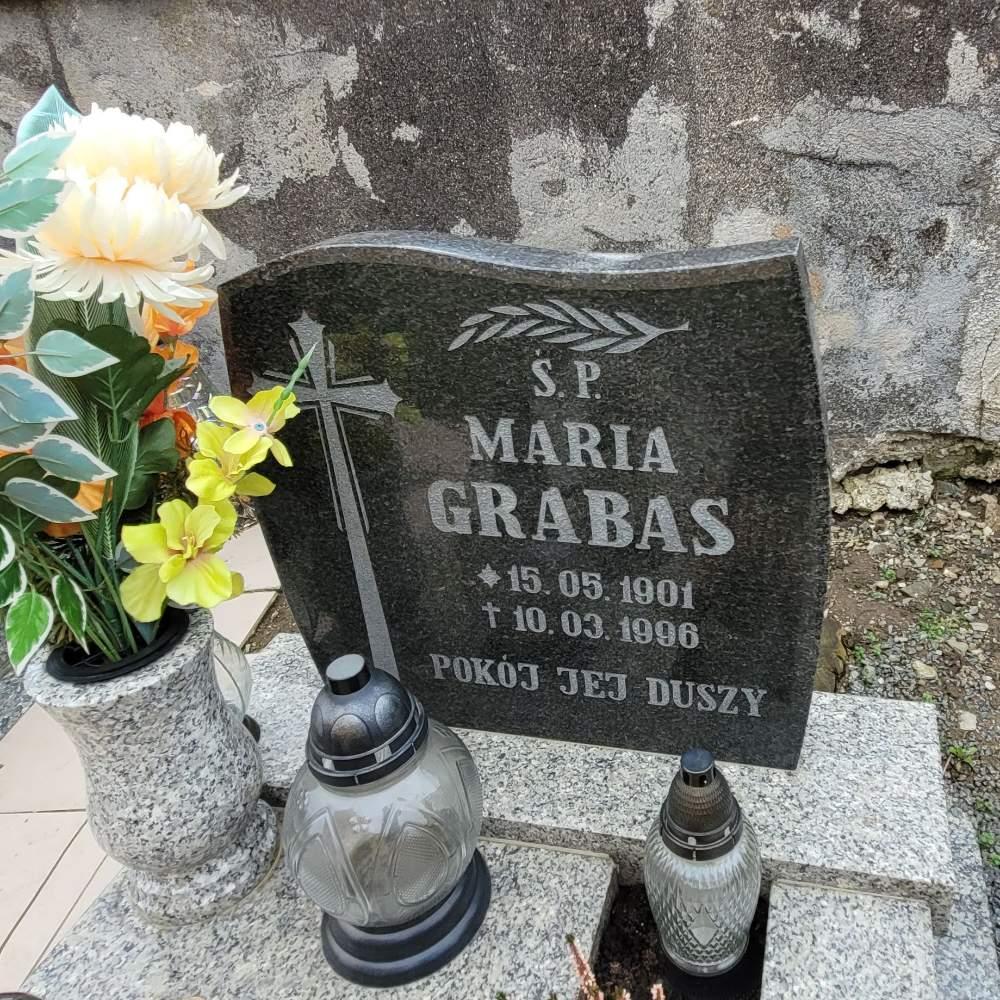 Ś. P.
MARIA
GRABAS
15. 05. 1901
† 10. 03. 1996
POKÓJ JEJ DUSZY